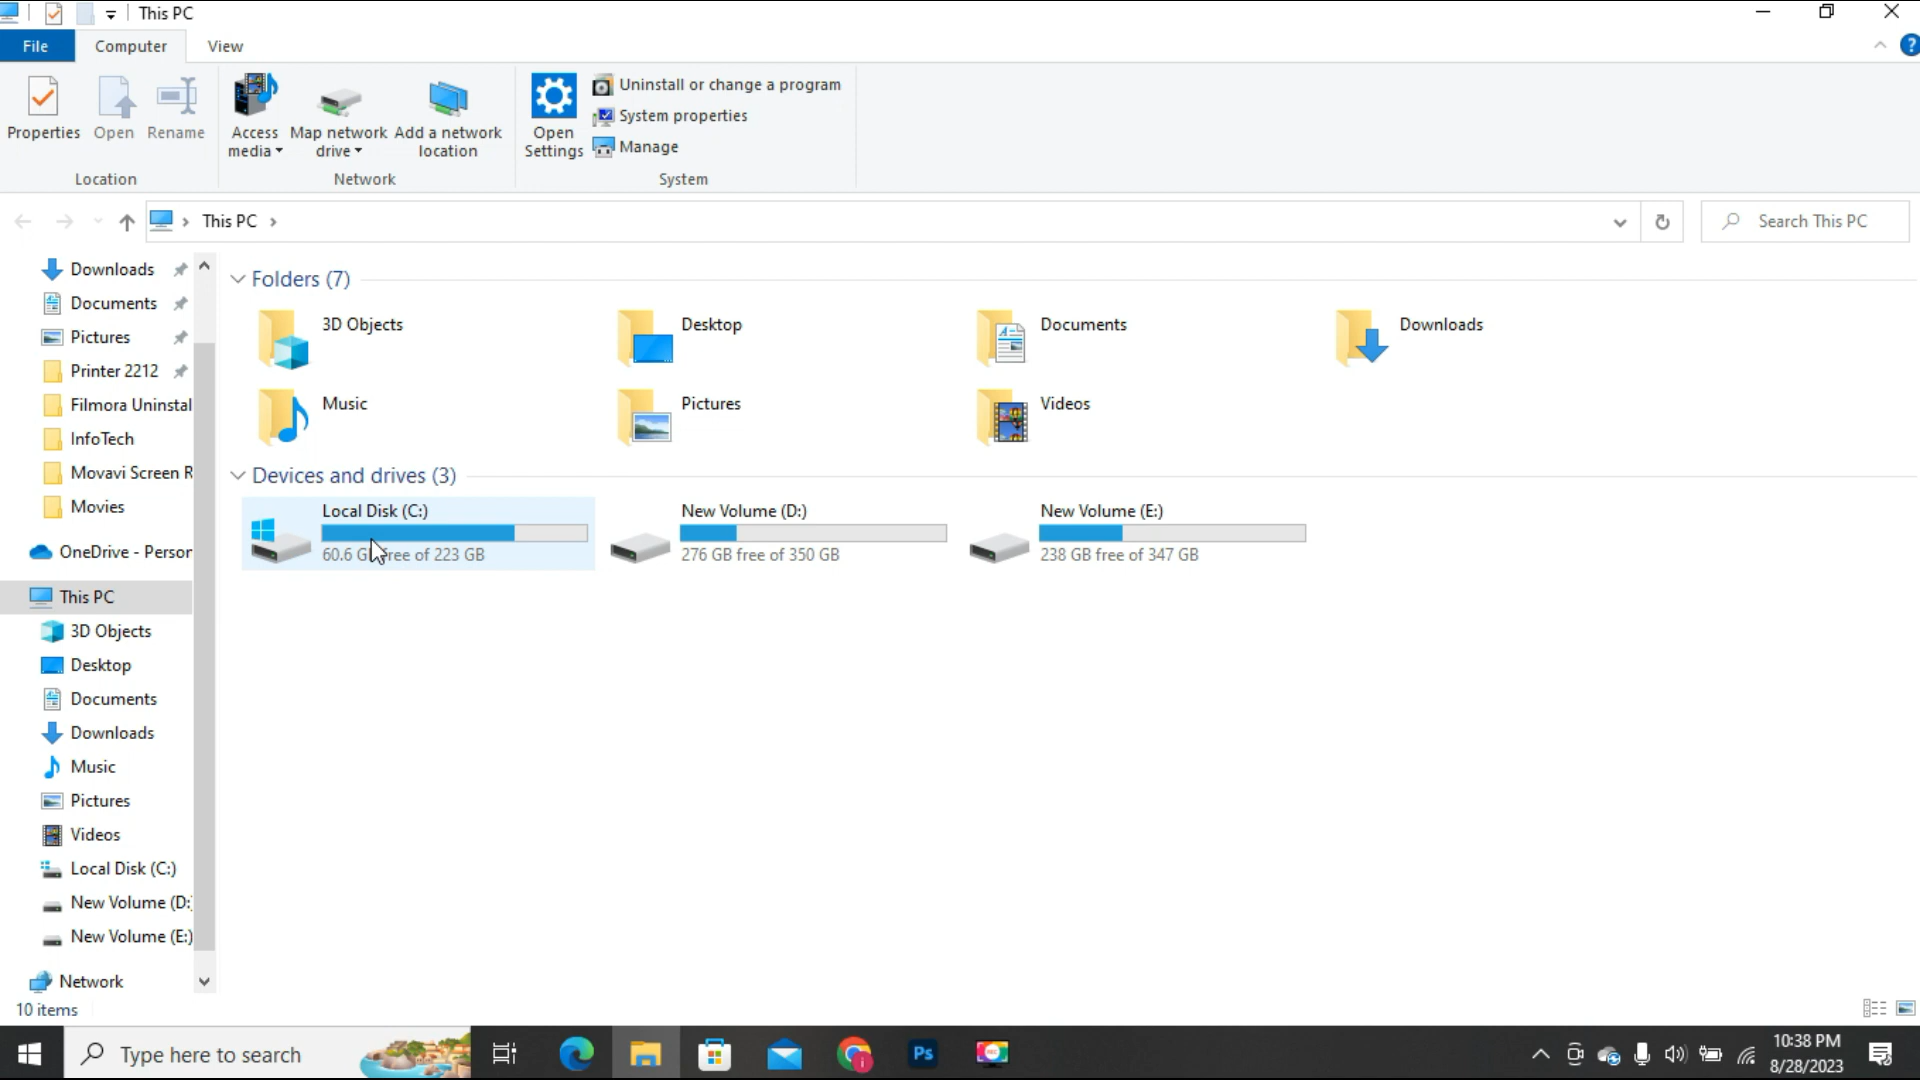 This PC
File Computer View
Properties Open Rename
Access media Map network drive Add a network location
Open Settings
Uninstall or change a program
System properties
Manage
Location Network System
This PC
Search This PC
Downloads
Documents
Pictures
Printer 2212
Filmora Uninstal
InfoTech
Movavi Screen R
Movies
OneDrive - Person
This PC
3D Objects
Desktop
Documents
Downloads
Music
Pictures
Videos
Local Disk (C:)
New Volume (D:
New Volume (E:)
Network
Folders (7)
3D Objects
Desktop
Documents
Downloads
Music
Pictures
Videos
Devices and drives (3)
Local Disk (C:)
60.6 G free of 223 GB
New Volume (D:)
276 GB free of 350 GB
New Volume (E:)
238 GB free of 347 GB
10 items
Type here to search
Ps
10:38 PM
8/28/2023